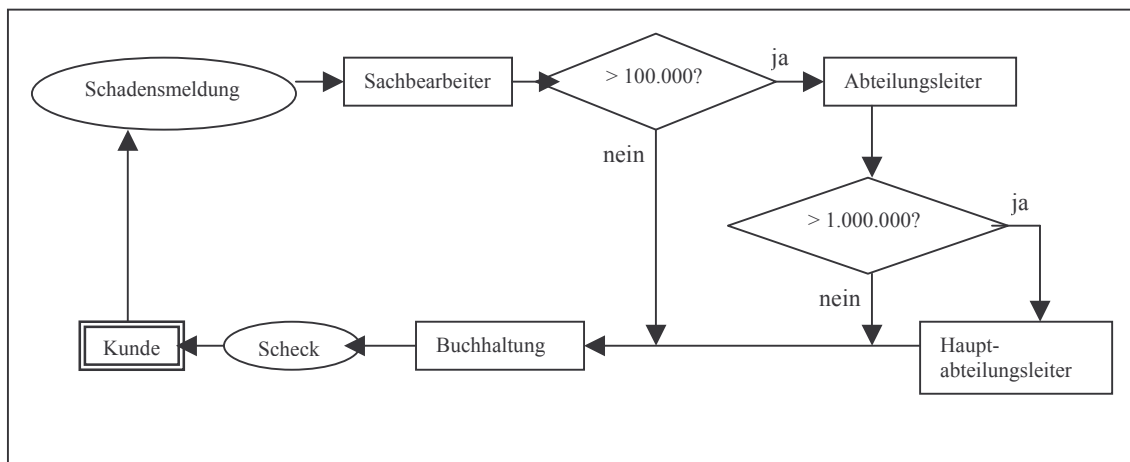 Schadensmeldung
Sachbearbeiter
> 100.000?
ja
Abteilungsleiter
nein
> 1.000.000?
ja
nein
Kunde
Scheck
Buchhaltung
Haupt-
abteilungsleiter